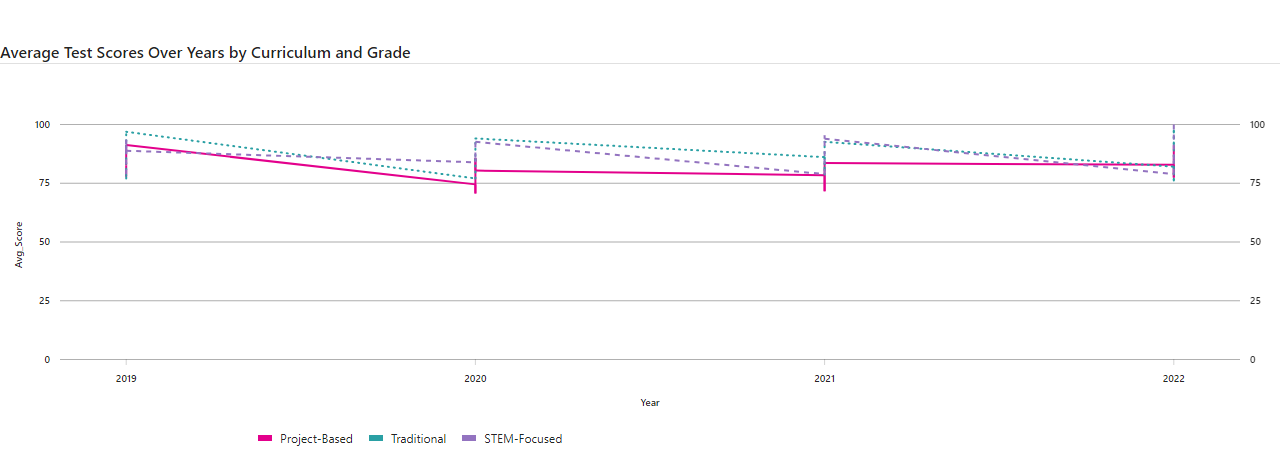 Average Test Scores Over Years by Curriculum and Grade
100 100
75 75
Avg_Score
50 50
25 25
0 0
2019 2020 2021 2022
Year
Project-Based Traditional STEM-Focused